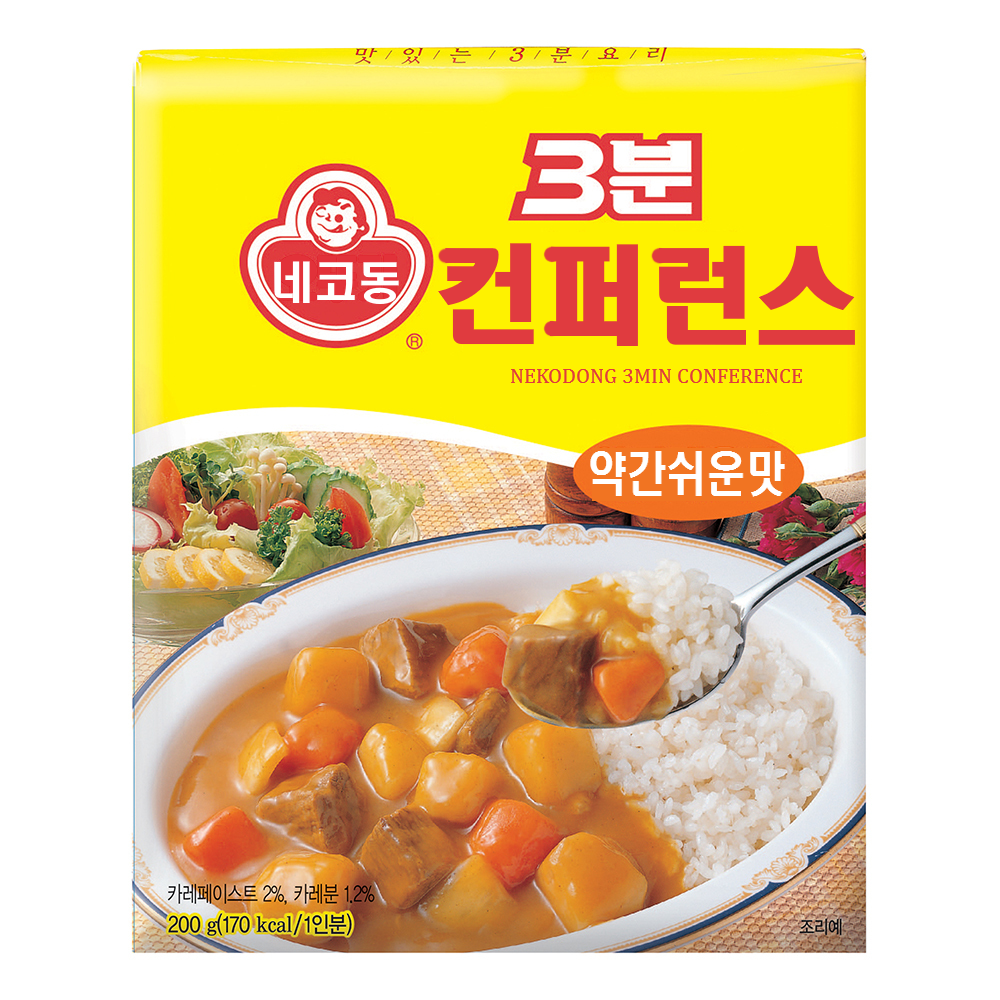 맛/있/는/3/분/요/리
3분
네코동
®
컨퍼런스
NEKODONG 3MIN CONFERENCE
약간쉬운맛
카레페이스트 2%, 카레분 1.2%
200 g(170 kcal/1인분)
조리예